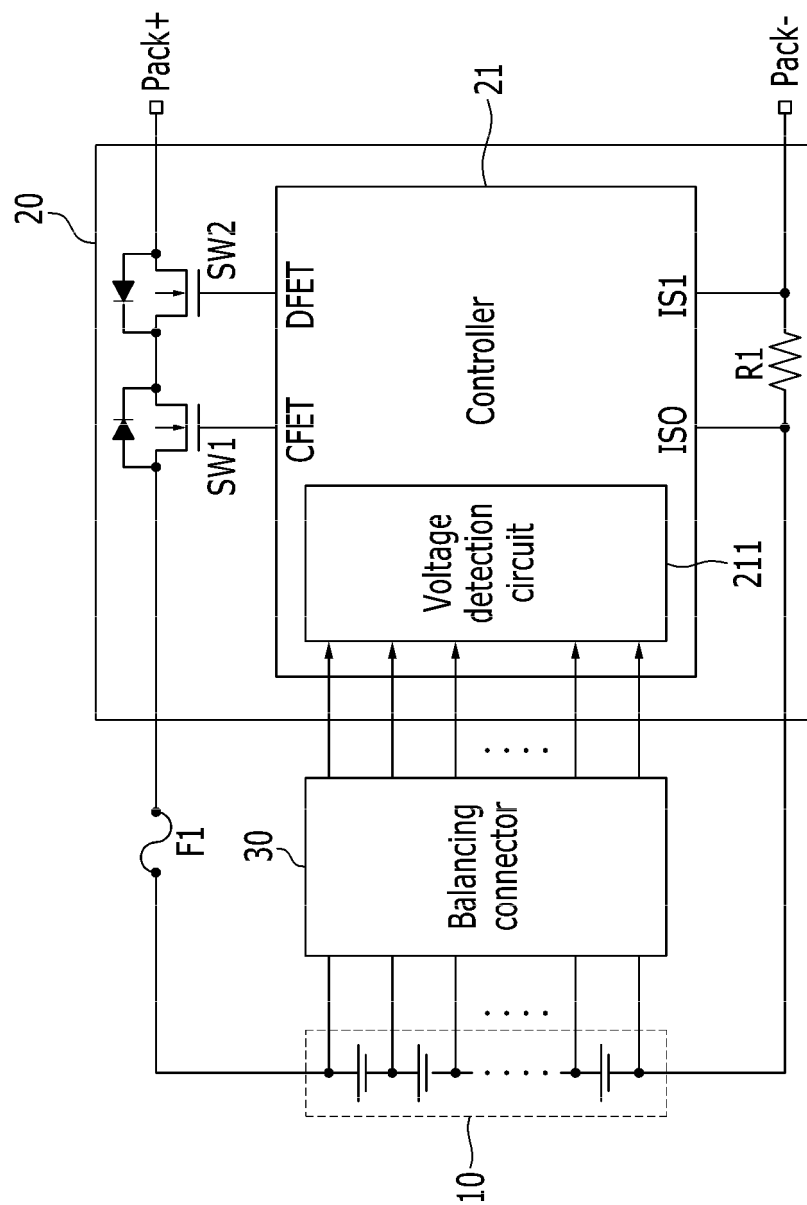 20
Pack+
SW1
SW2
F1
21
CFET
DFET
30
Balancing
connector
Voltage
detection
circuit
Controller
211
ISO
IS1
10
R1
Pack-